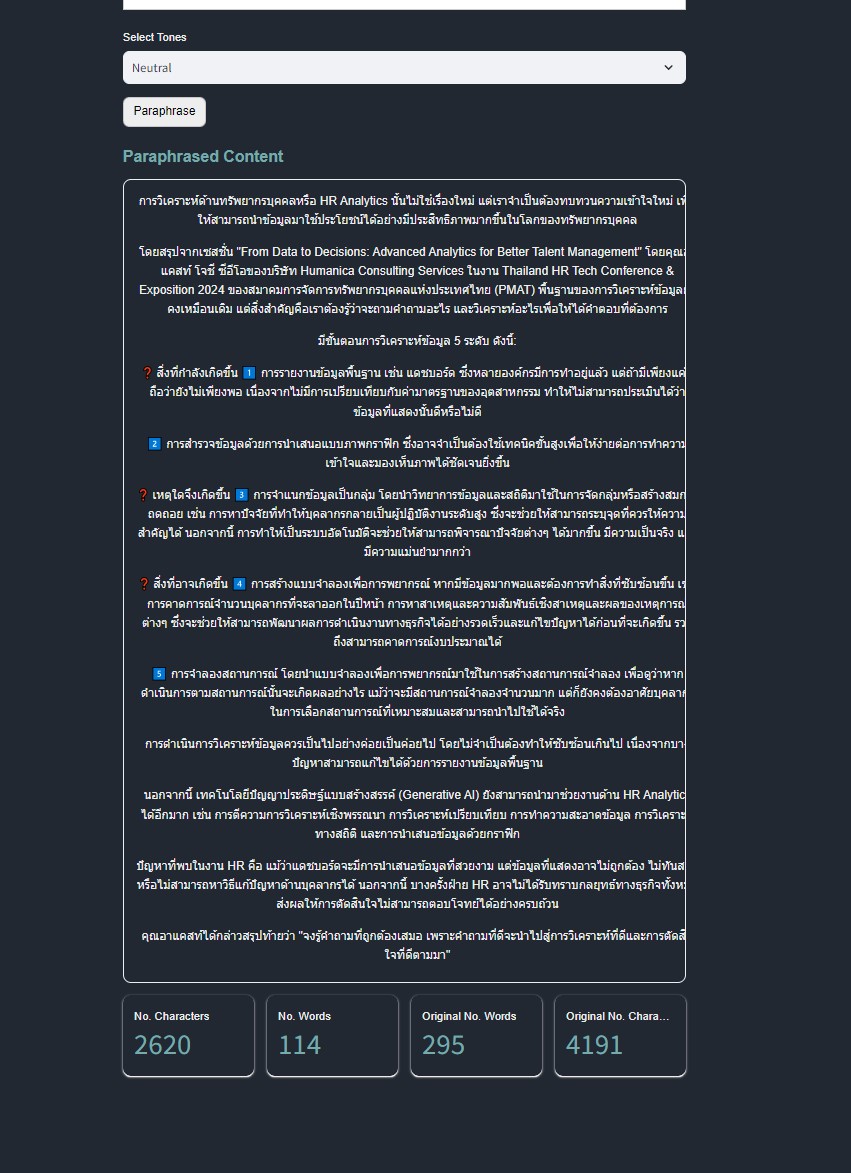 Select Tones
Neutral
Paraphrase
Paraphrased Content
การวิเคราะห์ด้านทรัพยากรบุคคลหรือ HR Analytics นั้นไม่ใช่เรื่องใหม่ แต่เราจำเป็นต้องทบทวนความเข้าใจใหม่
ให้สามารถนำข้อมูลมาใช้ประโยชน์ได้อย่างมีประสิทธิภาพมากขึ้นในโลกของทรัพยากรบุคคล
โดยสรุปจากเซสชั่น "From Data to Decisions: Advanced Analytics for Better Talent Management" โดยคุณ
แคสท์ โจชี่ ซีอีโอของบริษัท Humanica Consulting Services ในงาน Thailand HR Tech Conference &
Exposition 2024 ของสมาคมการจัดการทรัพยากรบุคคลแห่งประเทศไทย (PMAT) พื้นฐานของการวิเคราะห์ข้อมูล
คงเหมือนเดิม แต่สิ่งสำคัญคือเราต้องรู้ว่าจะถามคำถามอะไร และวิเคราะห์อะไรเพื่อให้ได้คำตอบที่ต้องการ
มีขั้นตอนการวิเคราะห์ข้อมูล 5 ระดับ ดังนี้:
❓ สิ่งที่กำลังเกิดขึ้น 1️⃣ การรายงานข้อมูลพื้นฐาน เช่น แดชบอร์ด ซึ่งหลายองค์กรมีการทำอยู่แล้ว แต่ถ้ามีเพียงแค่
ถือว่ายังไม่เพียงพอ เนื่องจากไม่มีการเปรียบเทียบกับค่ามาตรฐานของอุตสาหกรรม ทำให้ไม่สามารถประเมินได้ว่า
ข้อมูลที่แสดงนั้นดีหรือไม่ดี
2️⃣ การสำรวจข้อมูลด้วยการนำเสนอแบบภาพกราฟิก ซึ่งอาจจำเป็นต้องใช้เทคนิคขั้นสูงเพื่อให้ง่ายต่อการทำความ
เข้าใจและมองเห็นภาพได้ชัดเจนยิ่งขึ้น
❓ เหตุใดจึงเกิดขึ้น 3️⃣ การจำแนกข้อมูลเป็นกลุ่ม โดยนำวิทยาการข้อมูลและสถิติมาใช้ในการจัดกลุ่มหรือสร้าง
ถดถอย เช่น การหาปัจจัยที่ทำให้บุคลากรกลายเป็นผู้ปฏิบัติงานระดับสูง ซึ่งจะช่วยให้สามารถระบุจุดที่ควรให้ความ
สำคัญได้ นอกจากนี้ การทำให้เป็นระบบอัตโนมัติจะช่วยให้สามารถพิจารณาปัจจัยต่างๆ ได้มากขึ้น มีความเป็นจริง
มีความแม่นยำมากกว่า
❓ สิ่งที่อาจเกิดขึ้น 4️⃣ การสร้างแบบจำลองเพื่อการพยากรณ์ หากมีข้อมูลมากพอและต้องการทำสิ่งที่ซับซ้อนขึ้น
การคาดการณ์จำนวนบุคลากรที่จะลาออกในปีหน้า การหาสาเหตุและความสัมพันธ์เชิงสาเหตุและผลของเหตุการณ์
ต่างๆ ซึ่งจะช่วยให้สามารถพัฒนาผลการดำเนินงานทางธุรกิจได้อย่างรวดเร็วและแก้ไขปัญหาได้ก่อนที่จะเกิดขึ้น
ถึงสามารถคาดการณ์งบประมาณได้
5️⃣ การจำลองสถานการณ์ โดยนำแบบจำลองเพื่อการพยากรณ์มาใช้ในการสร้างสถานการณ์จำลอง เพื่อดูว่าหาก
ดำเนินการตามสถานการณ์นั้นจะเกิดผลอย่างไร แม้ว่าจะมีสถานการณ์จำลองจำนวนมาก แต่ก็ยังคงต้องอาศัยบุคลาก
ในการเลือกสถานการณ์ที่เหมาะสมและสามารถนำไปใช้ได้จริง
การดำเนินการวิเคราะห์ข้อมูลควรเป็นไปอย่างค่อยเป็นค่อยไป โดยไม่จำเป็นต้องทำให้ซับซ้อนเกินไป เนื่องจาก
ปัญหาสามารถแก้ไขได้ด้วยการรายงานข้อมูลพื้นฐาน
นอกจากนี้ เทคโนโลยีปัญญาประดิษฐ์แบบสร้างสรรค์ (Generative AI) ยังสามารถนำมาช่วยงานด้าน HR Analytic
ได้อีกมาก เช่น การตีความการวิเคราะห์เชิงพรรณนา การวิเคราะห์เปรียบเทียบ การทำความสะอาดข้อมูล การวิเคราะ
ทางสถิติ และการนำเสนอข้อมูลด้วยกราฟิก
ปัญหาที่พบในงาน HR คือ แม้ว่าแดชบอร์ดจะมีการนำเสนอข้อมูลที่สวยงาม แต่ข้อมูลที่แสดงอาจไม่ถูกต้อง ไม่ทัน
หรือไม่สามารถหาวิธีแก้ปัญหาด้านบุคลากรได้ นอกจากนี้ บางครั้งฝ่าย HR อาจไม่ได้รับทราบกลยุทธ์ทางธุรกิจ
ส่งผลให้การตัดสินใจไม่สามารถตอบโจทย์ได้อย่างครบถ้วน
คุณอาแคสท์ได้กล่าวสรุปท้ายว่า "จงรู้คำถามที่ถูกต้องเสมอ เพราะคำถามที่ดีจะนำไปสู่การวิเคราะห์ที่ดีและการ
ใจที่ดีตามมา"
No. Characters
2620
No. Words
114
Original No. Words
295
Original No. Chara...
4191